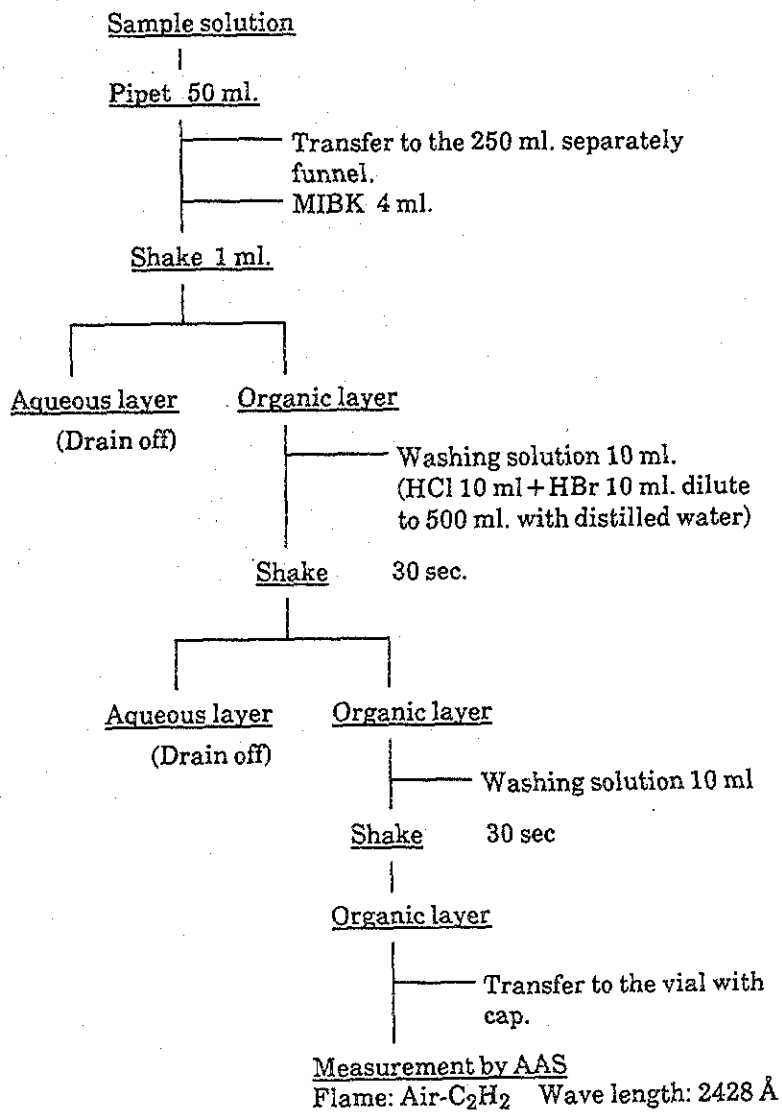 Sample solution
Pipet 50 ml.
Transfer to the 250 ml. separately
funnel.
MIBK 4 ml.
Shake 1 ml.
Aqueous layer Organic layer
(Drain off)
Washing solution 10 ml.
(HCl 10 ml+HBr 10 ml. dilute
to 500 ml. with distilled water)
Shake 30 sec.
Aqueous layer Organic layer
(Drain off)
Washing solution 10 ml
Shake 30 sec
Organic layer
Transfer to the vial with
cap.
Measurement by AAS
Flame: Air-C₂H₂ Wave length: 2428 Å